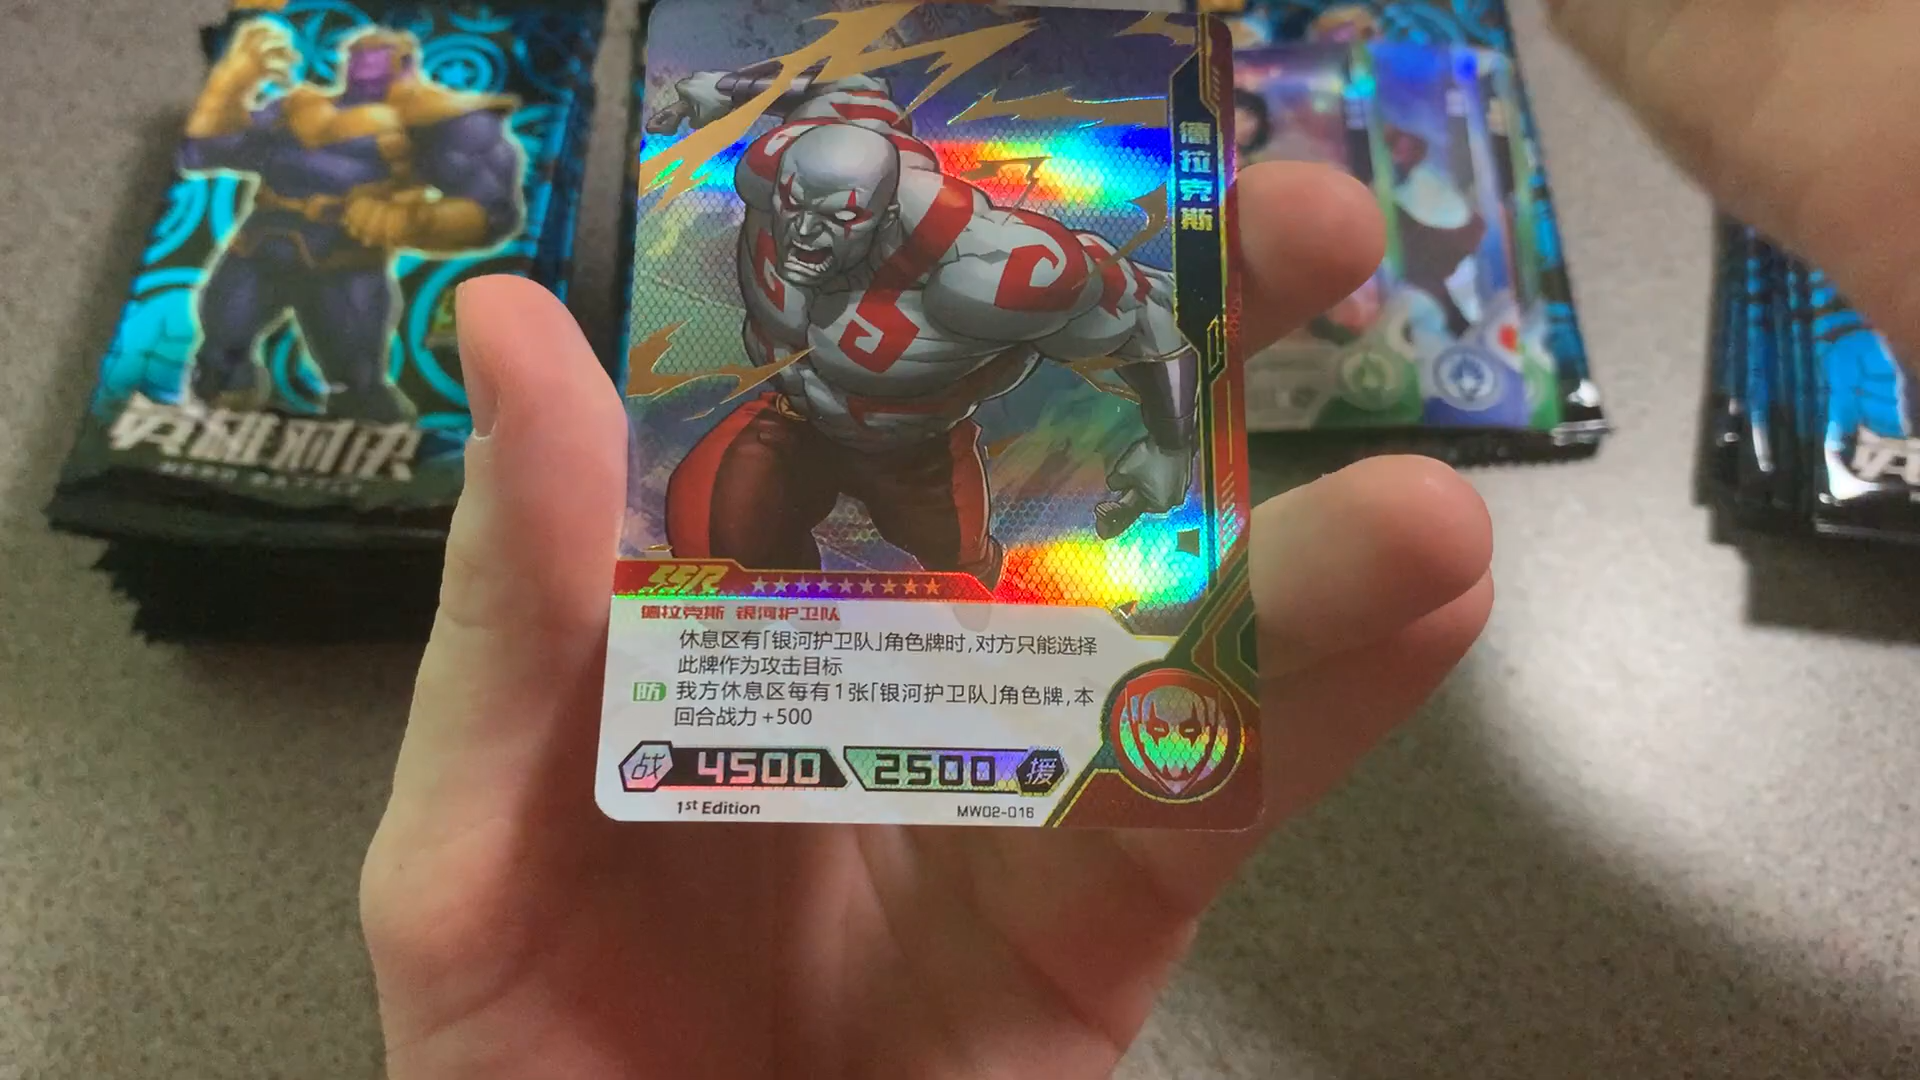 英雄对决
德拉克斯
SSR
德拉克斯 银河护卫队
休息区有「银河护卫队」角色牌时,对方只能选择
此牌作为攻击目标
防 我方休息区每有1张「银河护卫队」角色牌,本
回合战力+500
战 4500 2500 援
1st Edition MW02-016